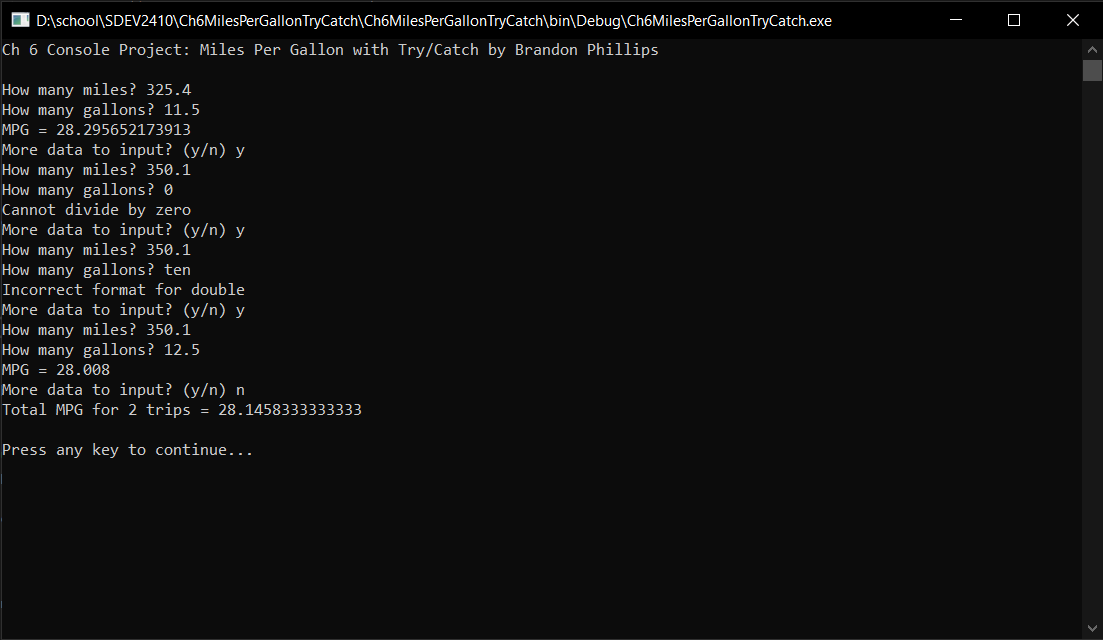 D:\school\SDEV2410\Ch6MilesPerGallonTryCatch\Ch6MilesPerGallonTryCatch\bin\Debug\Ch6MilesPerGallonTryCatch.exe
Ch 6 Console Project: Miles Per Gallon with Try/Catch by Brandon Phillips
How many miles? 325.4
How many gallons? 11.5
MPG = 28.295652173913
More data to input? (y/n) y
How many miles? 350.1
How many gallons? 0
Cannot divide by zero
More data to input? (y/n) y
How many miles? 350.1
How many gallons? ten
Incorrect format for double
More data to input? (y/n) y
How many miles? 350.1
How many gallons? 12.5
MPG = 28.008
More data to input? (y/n) n
Total MPG for 2 trips = 28.1458333333333
Press any key to continue...